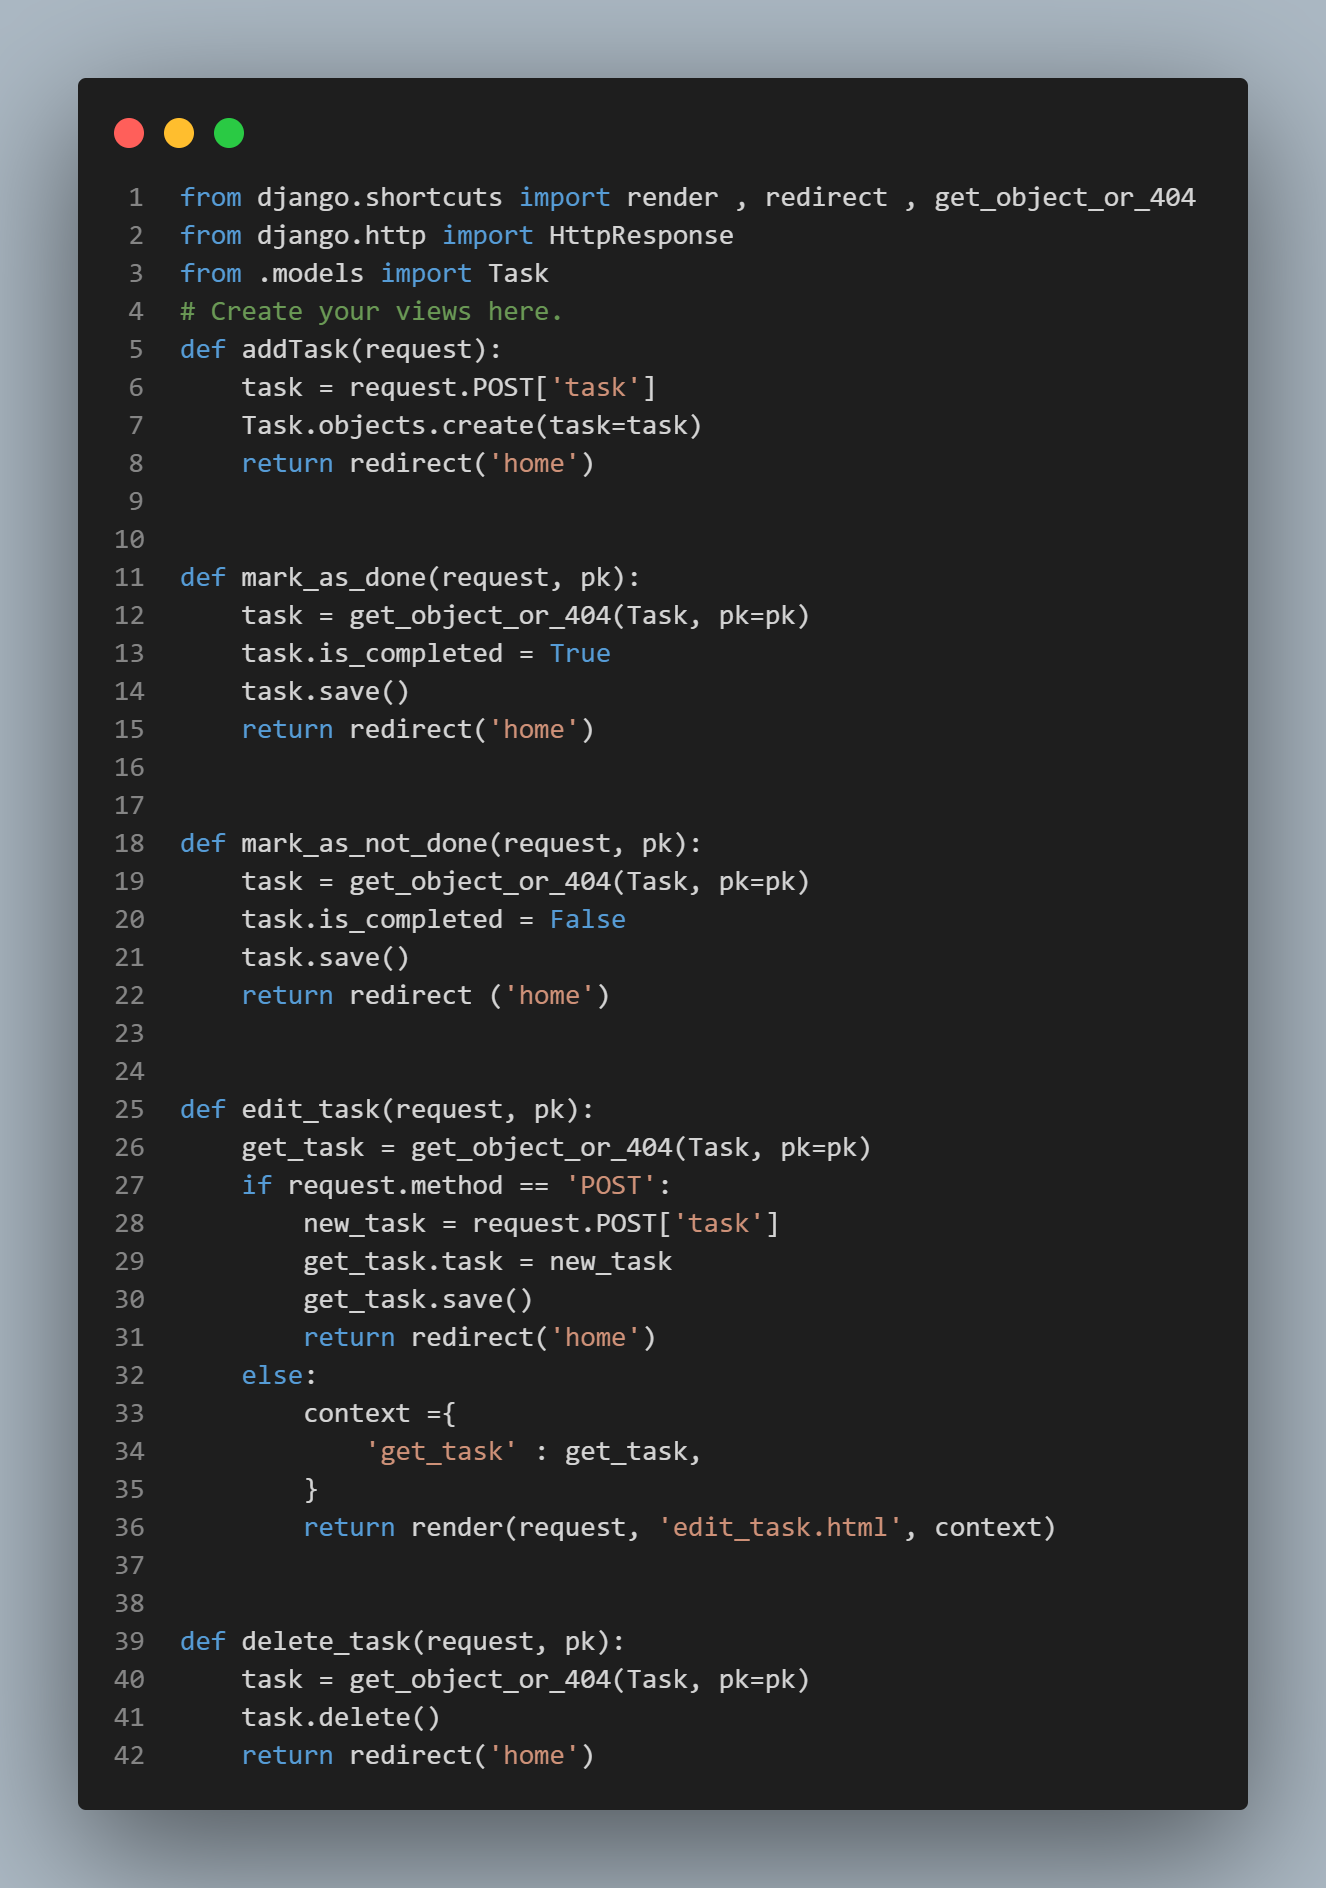 1 from django.shortcuts import render , redirect , get_object_or_404
2 from django.http import HttpResponse
3 from .models import Task
4 # Create your views here.
5 def addTask(request):
6     task = request.POST['task']
7     Task.objects.create(task=task)
8     return redirect('home')
9
10
11 def mark_as_done(request, pk):
12     task = get_object_or_404(Task, pk=pk)
13     task.is_completed = True
14     task.save()
15     return redirect('home')
16
17
18 def mark_as_not_done(request, pk):
19     task = get_object_or_404(Task, pk=pk)
20     task.is_completed = False
21     task.save()
22     return redirect ('home')
23
24
25 def edit_task(request, pk):
26     get_task = get_object_or_404(Task, pk=pk)
27     if request.method == 'POST':
28         new_task = request.POST['task']
29         get_task.task = new_task
30         get_task.save()
31         return redirect('home')
32     else:
33         context ={
34             'get_task' : get_task,
35         }
36         return render(request, 'edit_task.html', context)
37
38
39 def delete_task(request, pk):
40     task = get_object_or_404(Task, pk=pk)
41     task.delete()
42     return redirect('home')